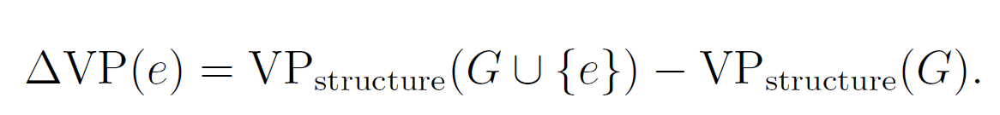 ΔVP(e) = VP_structure(G ∪ {e}) − VP_structure(G).